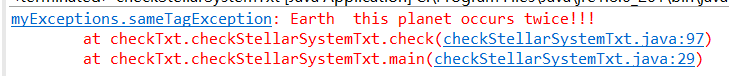 myExceptions.sameTagException: Earth  this planet occurs twice!!!
at checkTxt.checkStellarSystemTxt.check(checkStellarSystemTxt.java:97)
at checkTxt.checkStellarSystemTxt.main(checkStellarSystemTxt.java:29)